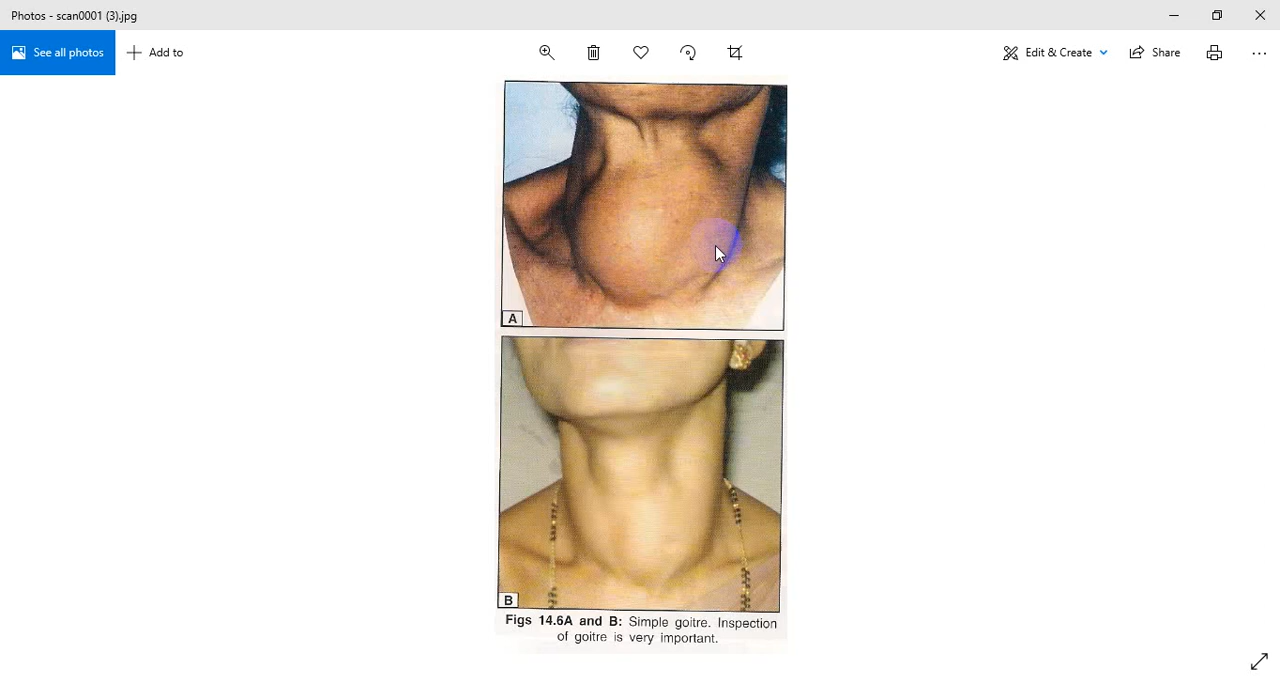 Photos - scan0001 (3).jpg
See all photos
Add to
Edit & Create
Share
A
B
Figs 14.6A and B: Simple goitre. Inspection
of goitre is very important.